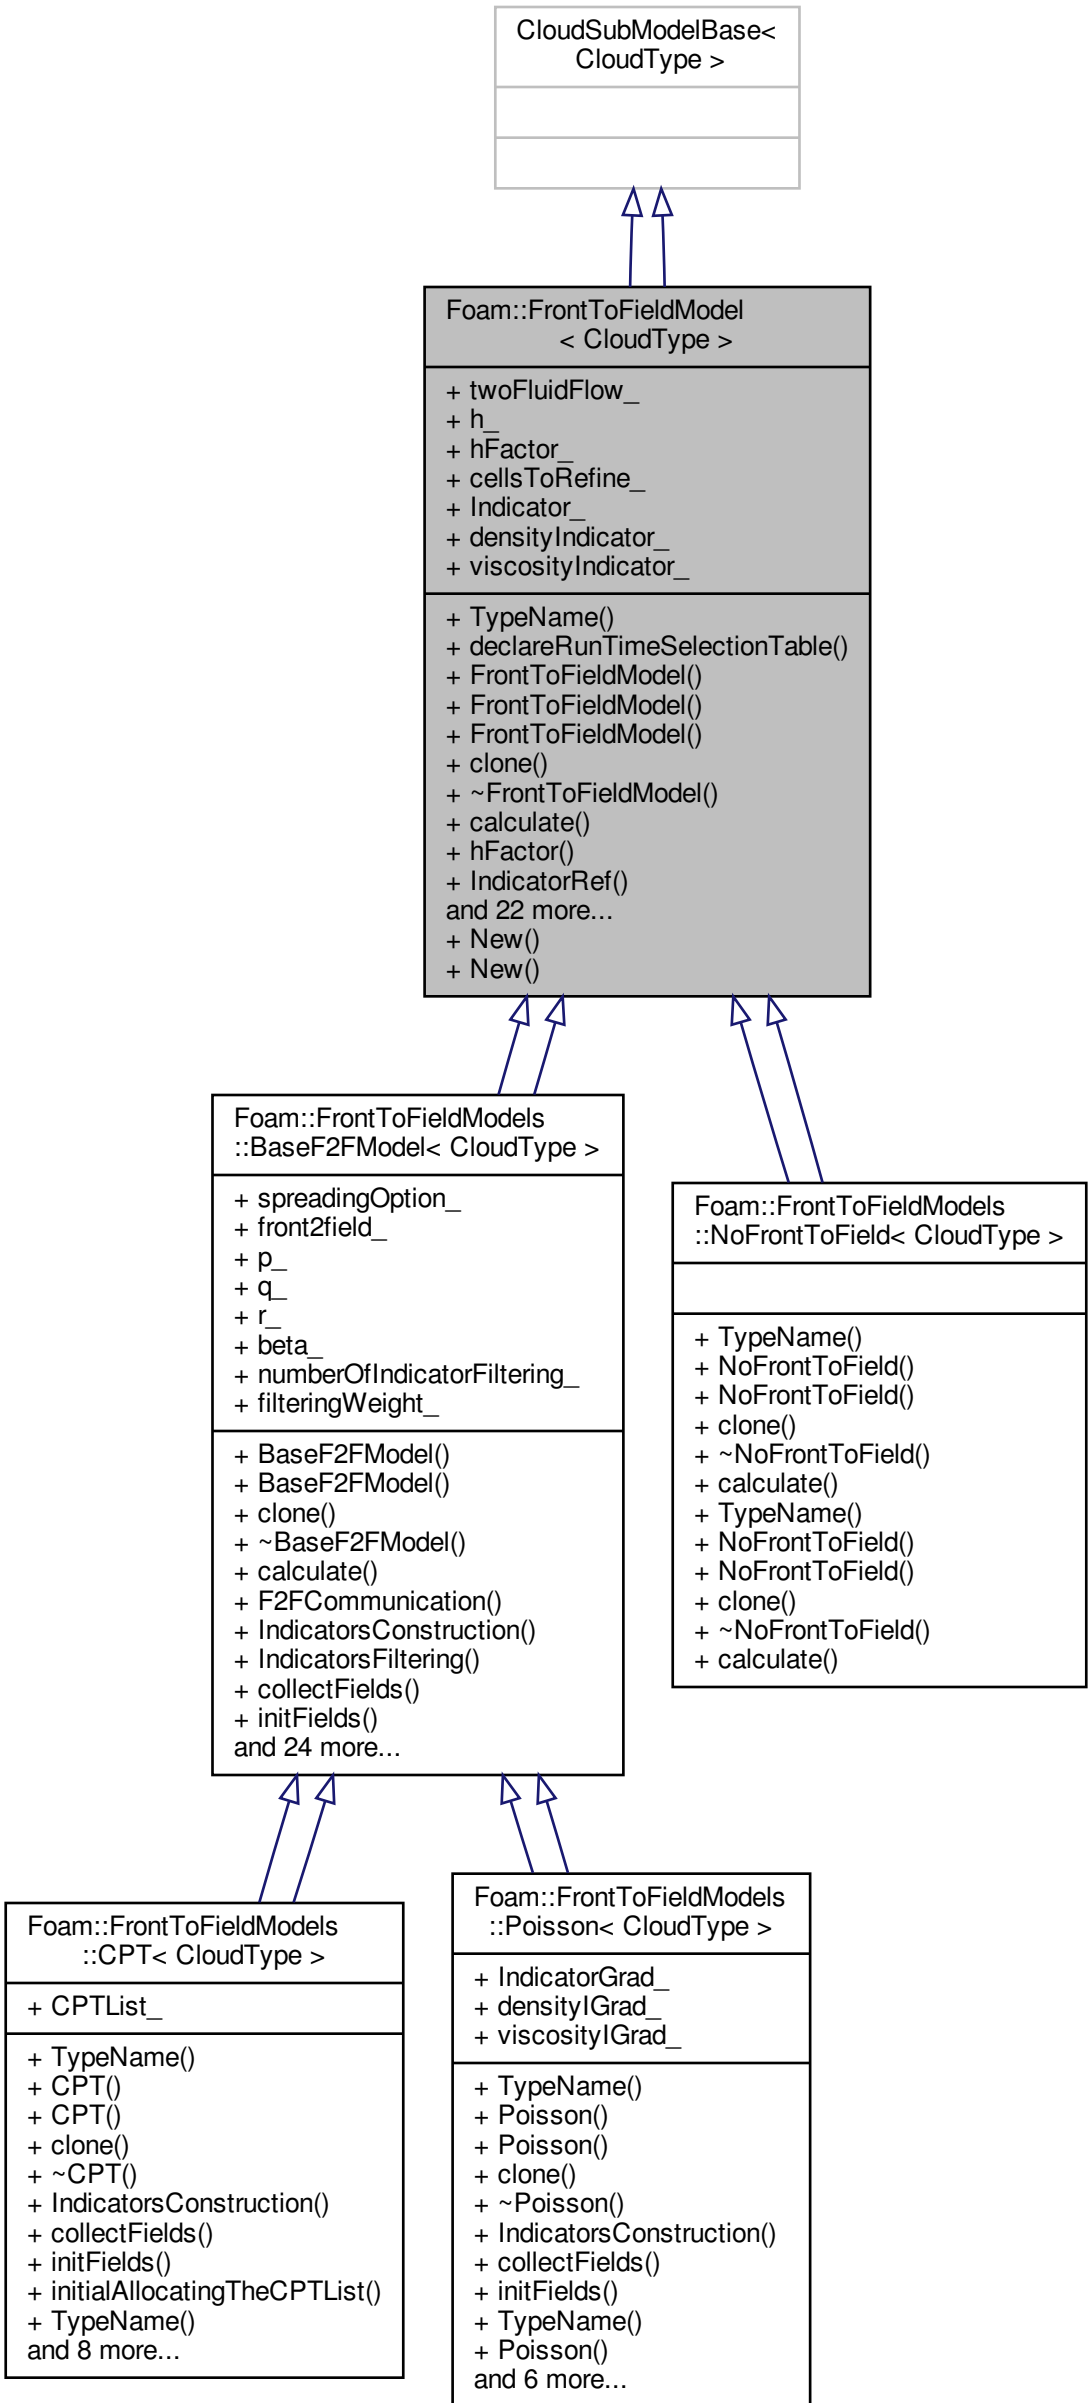 CloudSubModelBase<
CloudType >
Foam::FrontToFieldModel
< CloudType >
+ twoFluidFlow_
+ h_
+ hFactor_
+ cellsToRefine_
+ Indicator_
+ densityIndicator_
+ viscosityIndicator_
+ TypeName()
+ declareRunTimeSelectionTable()
+ FrontToFieldModel()
+ FrontToFieldModel()
+ FrontToFieldModel()
+ clone()
+ ~FrontToFieldModel()
+ calculate()
+ hFactor()
+ IndicatorRef()
and 22 more...
+ New()
+ New()
Foam::FrontToFieldModels
::BaseF2FModel< CloudType >
+ spreadingOption_
+ front2field_
+ p_
+ q_
+ r_
+ beta_
+ numberOfIndicatorFiltering_
+ filteringWeight_
+ BaseF2FModel()
+ BaseF2FModel()
+ clone()
+ ~BaseF2FModel()
+ calculate()
+ F2FCommunication()
+ IndicatorsConstruction()
+ IndicatorsFiltering()
+ collectFields()
+ initFields()
and 24 more...
Foam::FrontToFieldModels
::NoFrontToField< CloudType >
+ TypeName()
+ NoFrontToField()
+ NoFrontToField()
+ clone()
+ ~NoFrontToField()
+ calculate()
+ TypeName()
+ NoFrontToField()
+ NoFrontToField()
+ clone()
+ ~NoFrontToField()
+ calculate()
Foam::FrontToFieldModels
::CPT< CloudType >
+ CPTList_
+ TypeName()
+ CPT()
+ CPT()
+ clone()
+ ~CPT()
+ IndicatorsConstruction()
+ collectFields()
+ initFields()
+ initialAllocatingTheCPTList()
+ TypeName()
and 8 more...
Foam::FrontToFieldModels
::Poisson< CloudType >
+ IndicatorGrad_
+ densityIGrad_
+ viscosityIGrad_
+ TypeName()
+ Poisson()
+ Poisson()
+ clone()
+ ~Poisson()
+ IndicatorsConstruction()
+ collectFields()
+ initFields()
+ TypeName()
+ Poisson()
and 6 more...